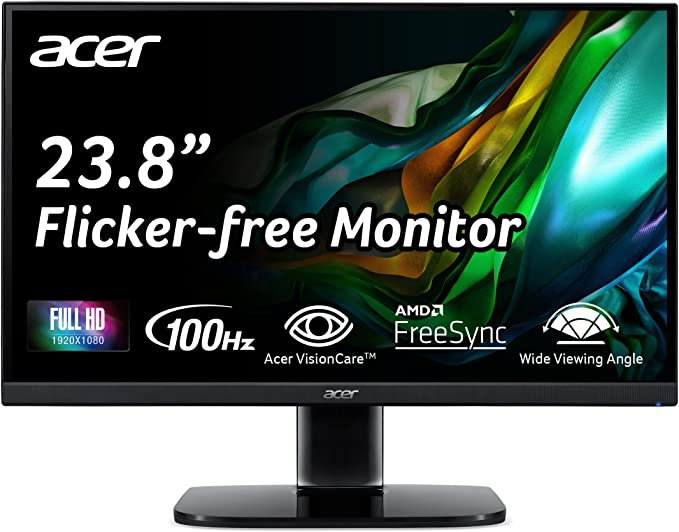 acer
23.8”
Flicker-free Monitor
FULL HD
1920X1080
100Hz
Acer VisionCare™
AMD
FreeSync
Wide Viewing Angle
acer